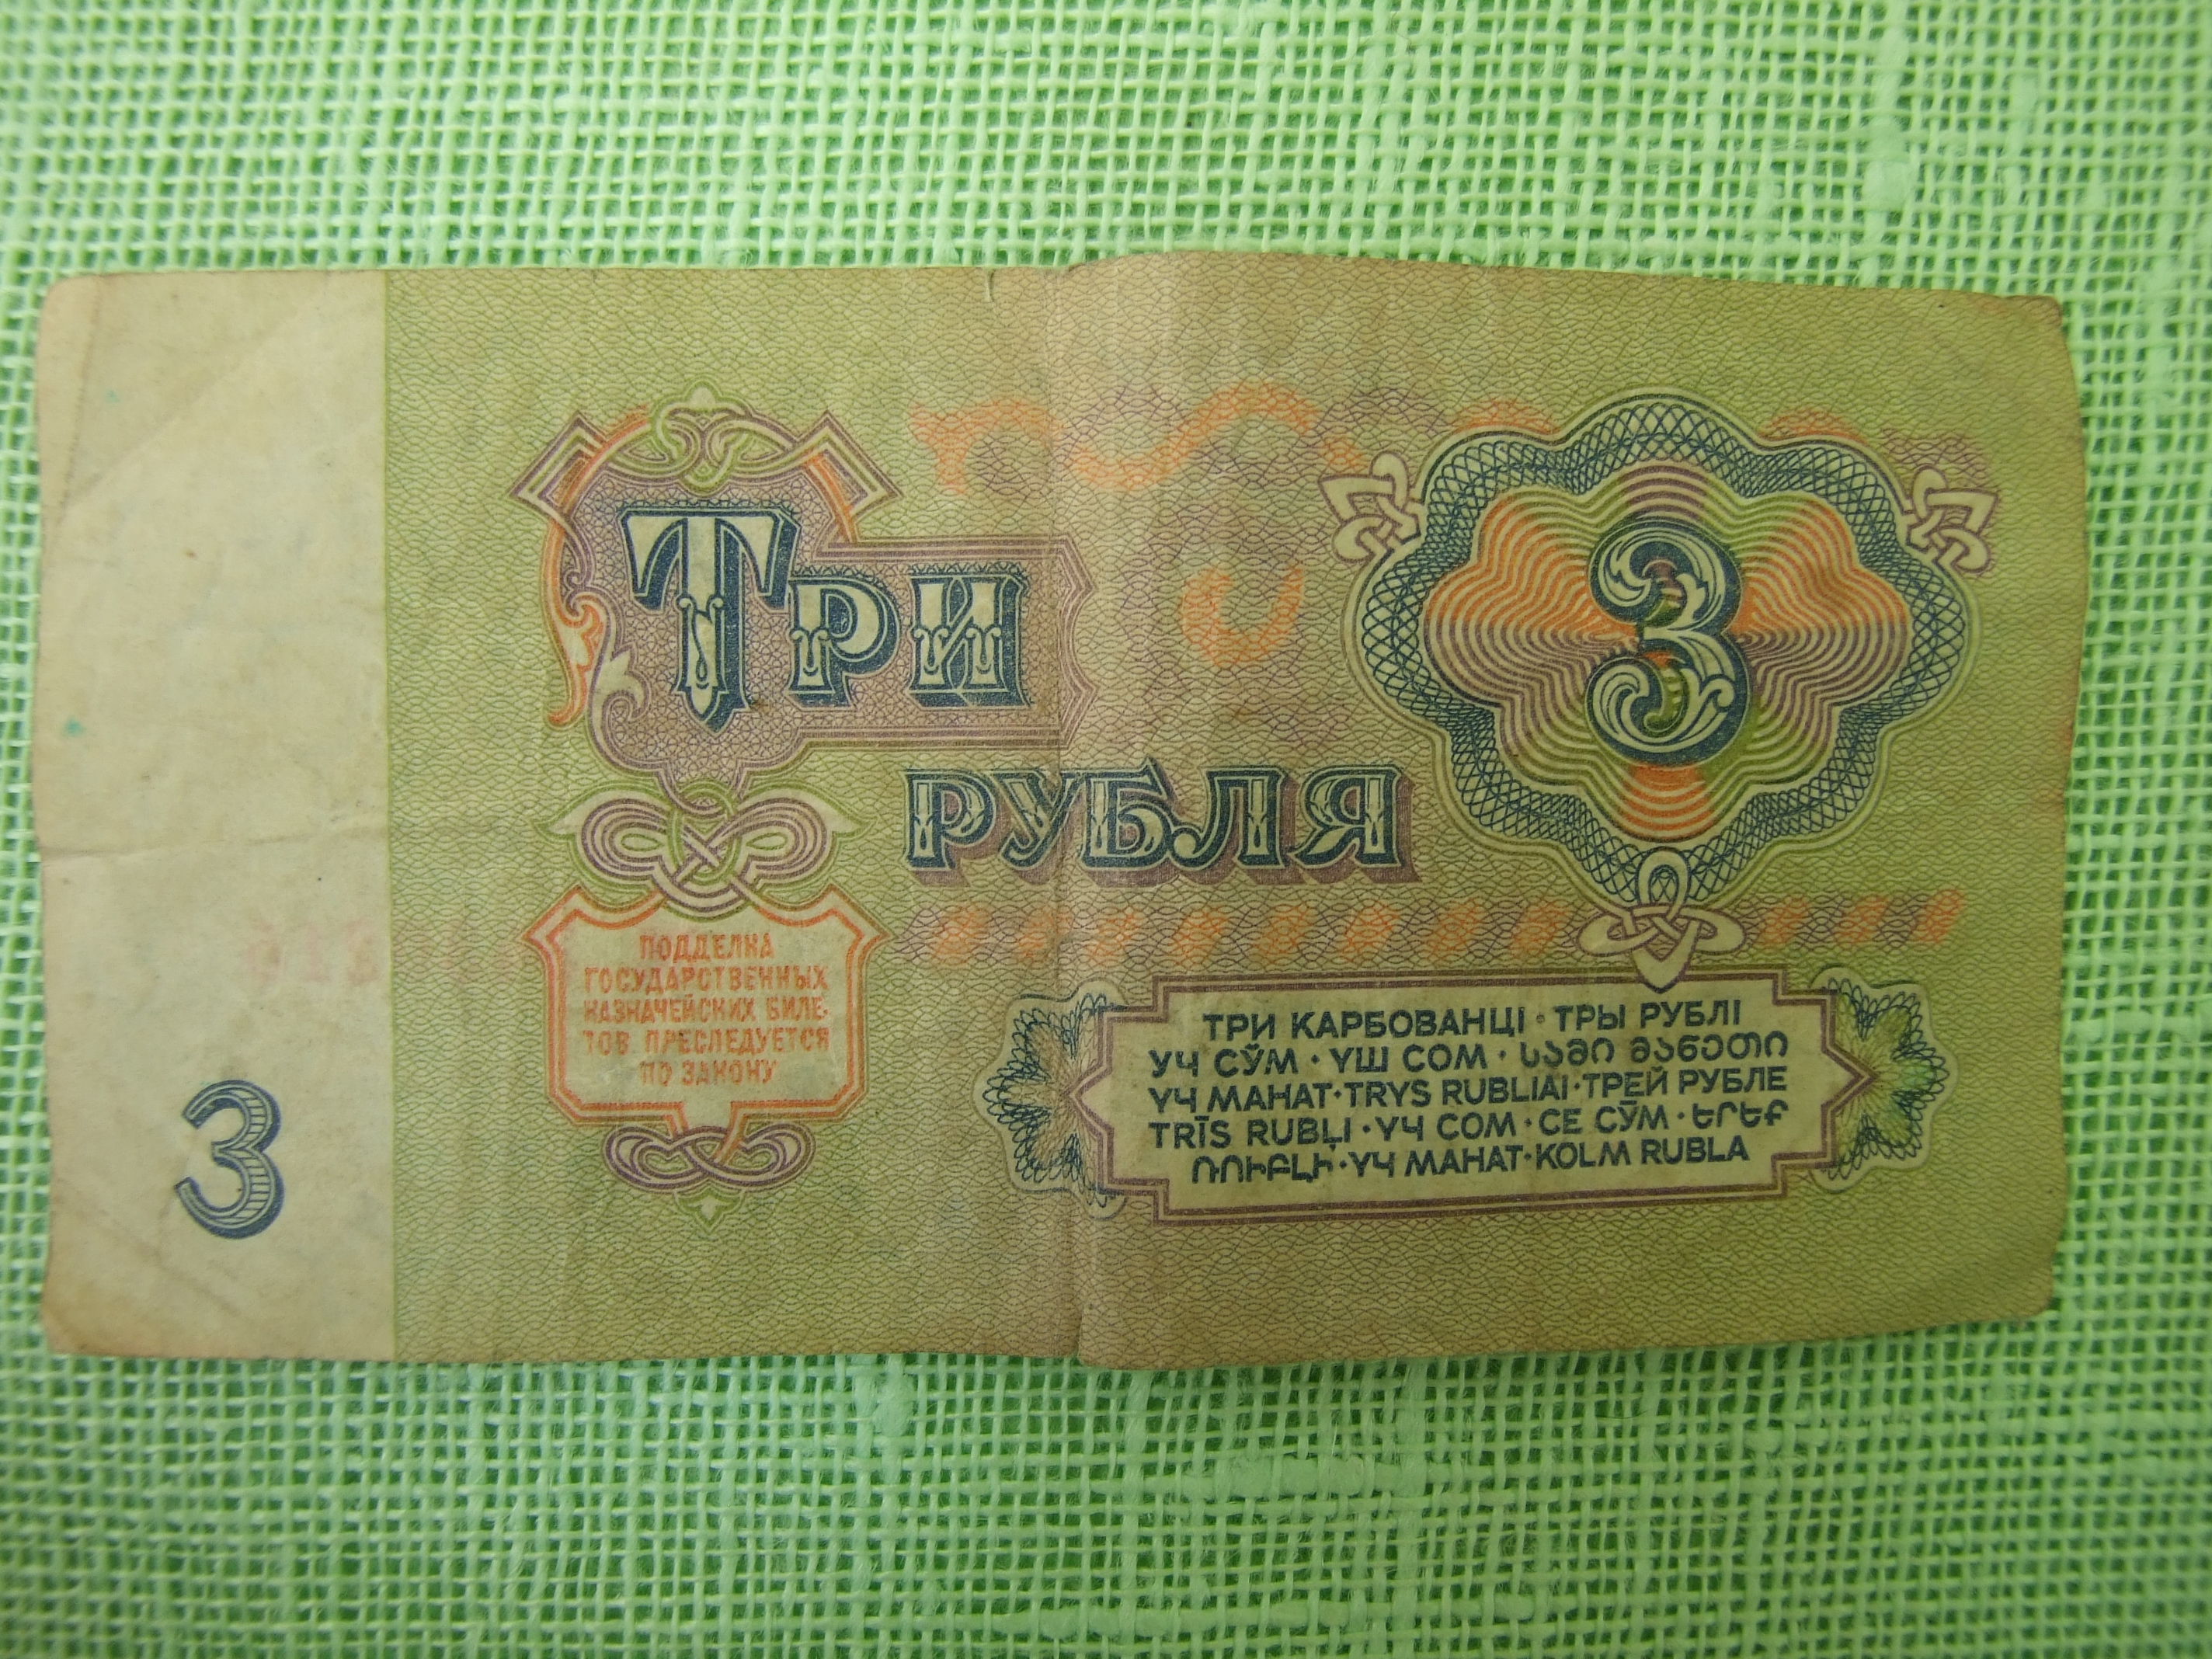 Три
РУБЛЯ
3
ПОДДЕЛКА
ГОСУДАРСТВЕННЫХ
КАЗНАЧЕЙСКИХ БИЛЕ-
ТОВ ПРЕСЛЕДУЕТСЯ
ПО ЗАКОНУ
ТРИ КАРБОВАНЦІ · ТРЫ РУБЛІ
УЧ СЎМ · ҮШ СОМ · ᲡᲐᲛᲘ ᲛᲐᲜᲔᲗᲘ
ҮЧ МАНАТ · TRYS RUBLIAI · ТРЕЙ РУБЛЕ
TRĪS RUBĻI · ҮЧ СОМ · СЕ СӮМ · ԵՐԵՔ
ՌՈՒԲԼԻ · ҮЧ МАНАТ · KOLM RUBLA
3